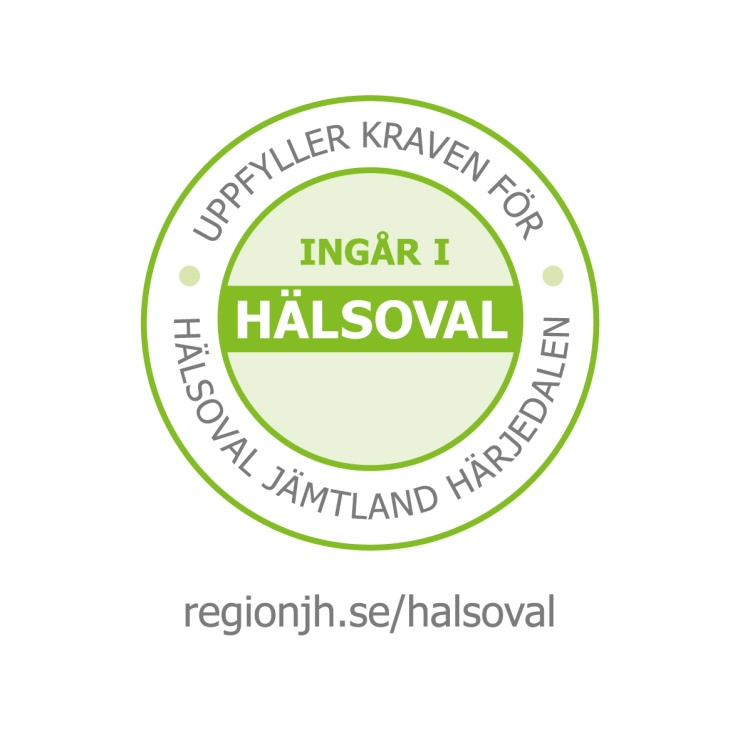 UPPFYLLER KRAVEN FÖR
INGÅR I
HÄLSOVAL
HÄLSOVAL JÄMTLAND HÄRJEDALEN
regionjh.se/halsoval